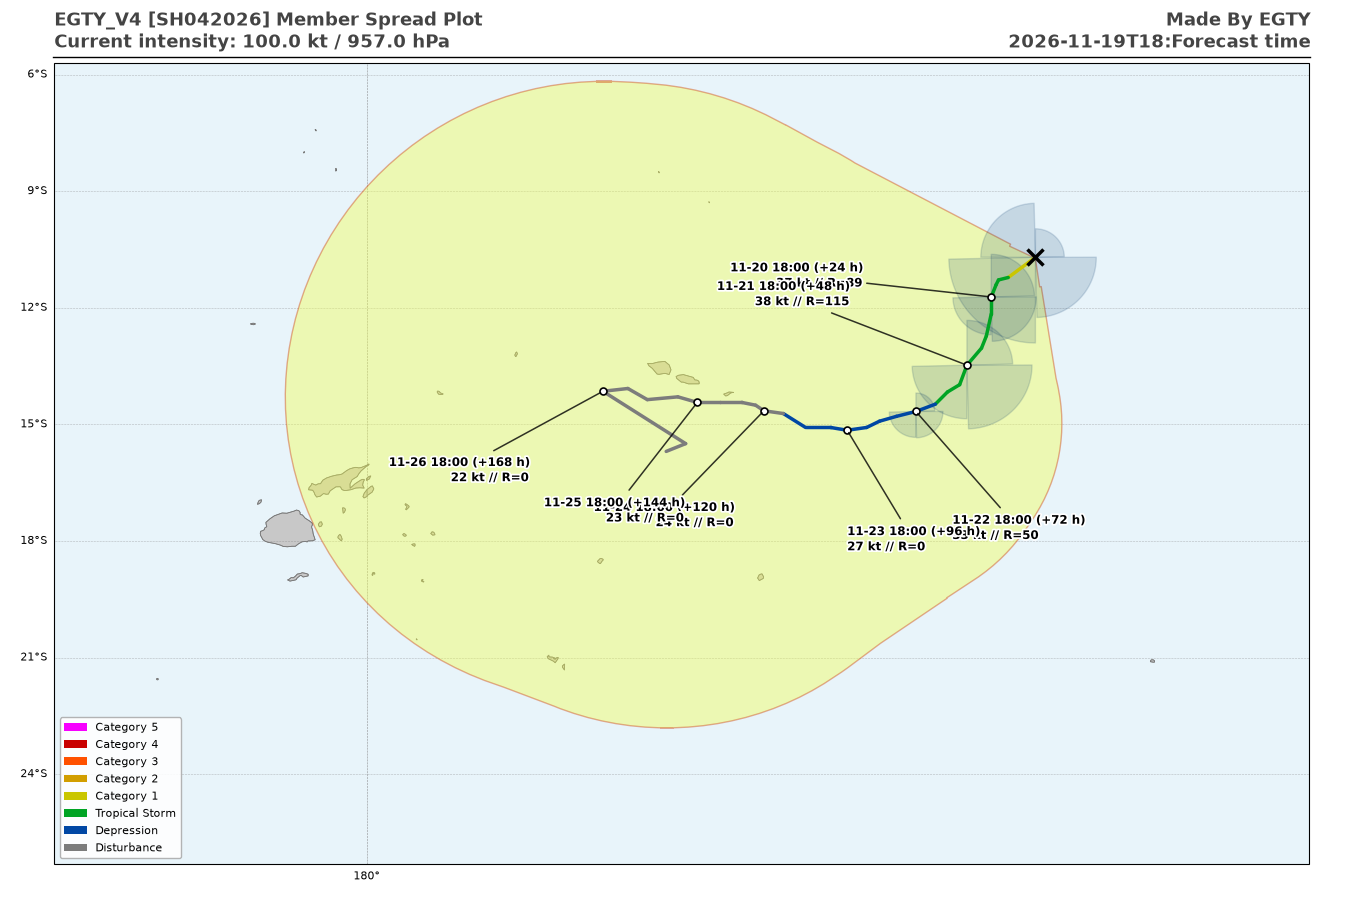 EGTY_V4 [SH042026] Member Spread Plot
Made By EGTY
Current intensity: 100.0 kt / 957.0 hPa
2026-11-19T18:Forecast time
6°S
9°S
12°S
15°S
18°S
21°S
24°S
180°
11-20 18:00 (+24 h)
11-21 18:00 (+48 h)
38 kt // R=115
11-26 18:00 (+168 h)
22 kt // R=0
11-25 18:00 (+144 h)
23 kt // R=0
(+120 h)
kt // R=0
11-23 18:00 (+96 h)
27 kt // R=0
11-22 18:00 (+72 h)
kt // R=50
Category 5
Category 4
Category 3
Category 2
Category 1
Tropical Storm
Depression
Disturbance